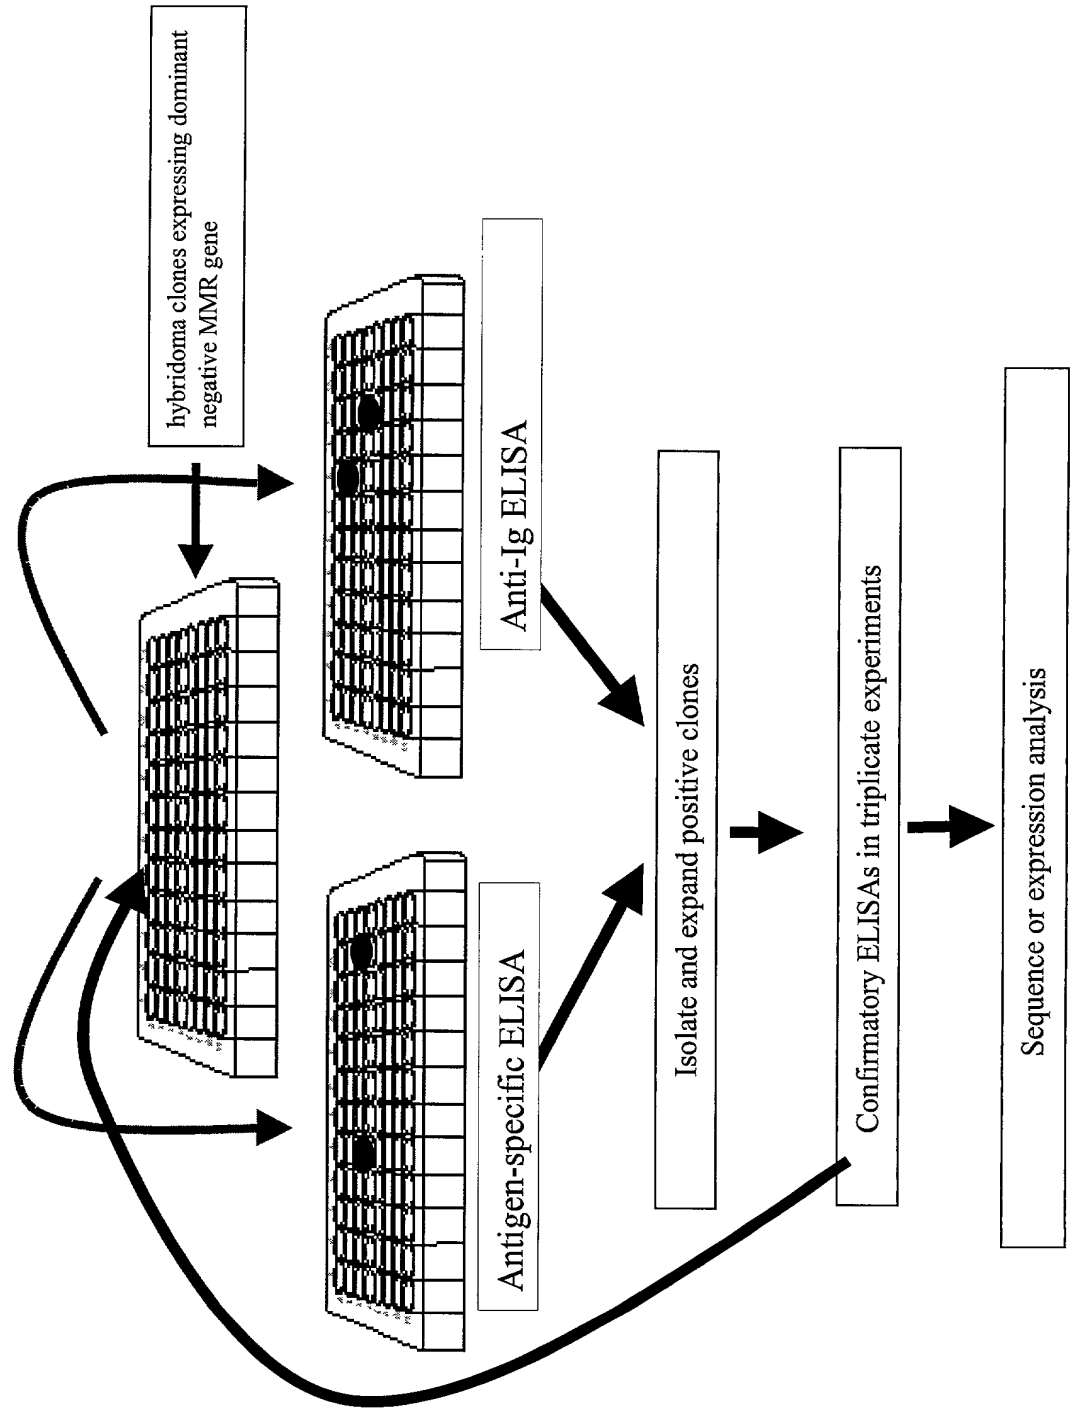 hybridoma clones expressing dominant
negative MMR gene
Antigen-specific ELISA
Anti-Ig ELISA
Isolate and expand positive clones
Confirmatory ELISAs in triplicate experiments
Sequence or expression analysis